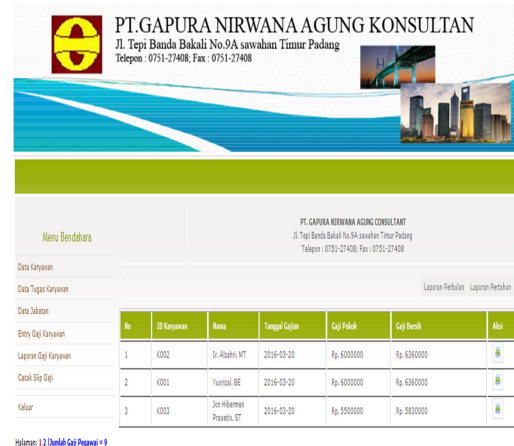 PT.GAPURA NIRWANA AGUNG KONSULTAN
Jl. Tepi Banda Bakali No.9A sawahan Timur Padang
Telepon : 0751-27408; Fax : 0751-27408
PT. GAPURA NIRWANA AGUNG CONSULTANT
Jl. Tepi Banda Bakali No.9A sawahan Timur Padang
Telepon : 0751-27408; Fax : 0751-27408
Menu Bendahara
Data Karyawan
Data Tugas Karyawan
Data Jabatan
Entry Gaji Karyawan
Laporan Gaji Karyawan
Cetak Slip Gaji
Keluar
Laporan Perbulan Laporan Pertahun
No ID Karyawan Nama Tanggal Gajian Gaji Pokok Gaji Bersih Aksi
1 K002 Ir. Alzahri, MT 2016-03-20 Rp. 6000000 Rp. 6360000
2 K001 Yusrizal. BE 2016-03-20 Rp. 6000000 Rp. 6360000
3 K003 Jon Hibermen Prasetio, ST 2016-03-20 Rp. 5500000 Rp. 5830000
Halaman: 1 2 (Jumlah Gaji Pegawai = 9